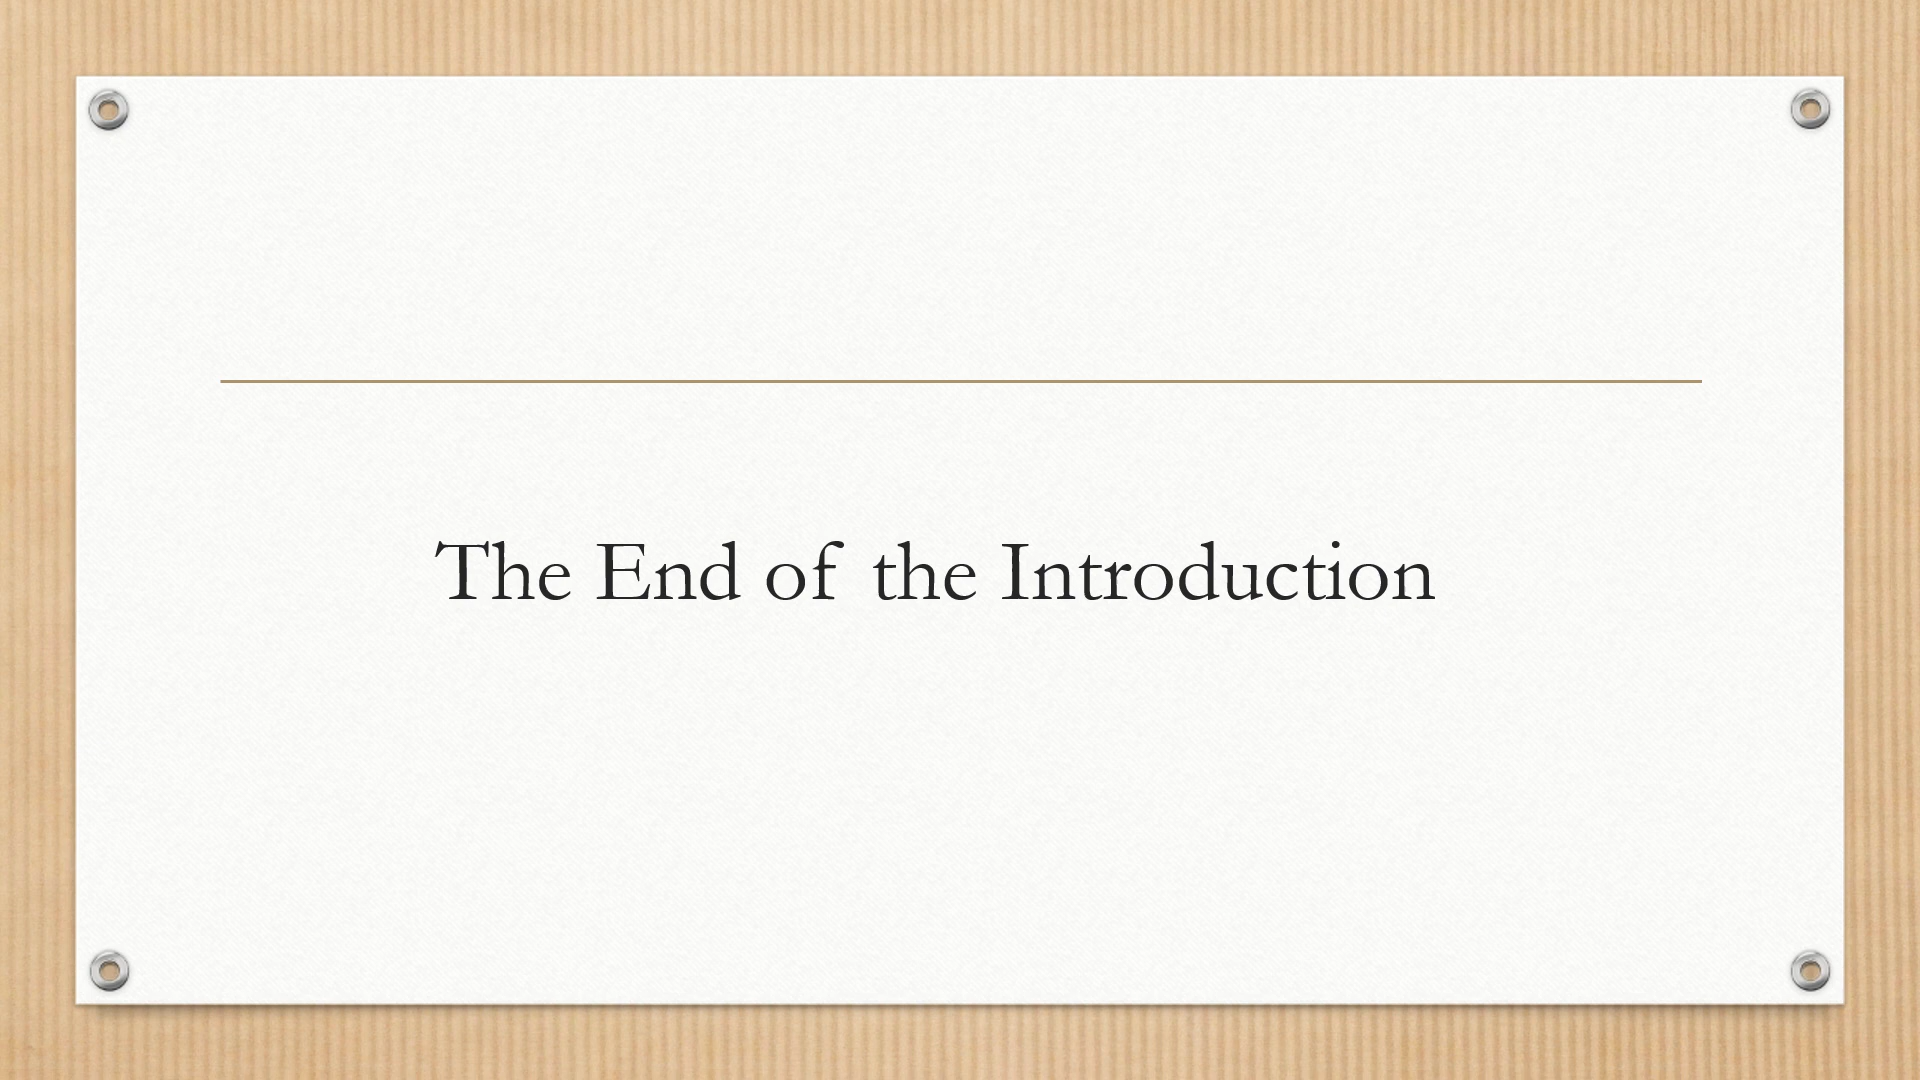 The End of the Introduction